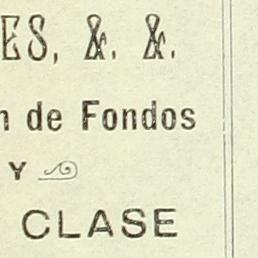 ES, &. &.
n de Fondos
Y
CLASE